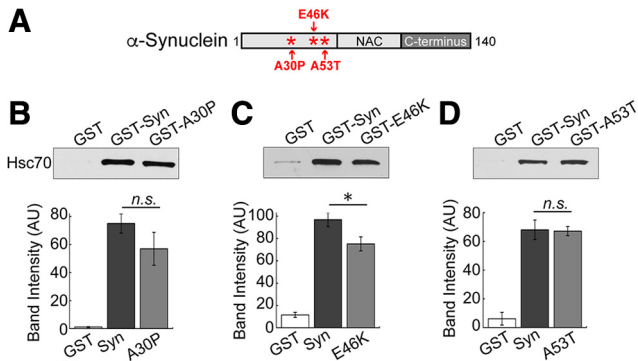 A
E46K
α-Synuclein 1 * ** NAC C-terminus 140
A30P A53T
B
GST GST-Syn GST-A30P
Hsc70
n.s.
Band Intensity (AU)
80
60
40
20
0
GST Syn A30P
C
GST GST-Syn GST-E46K
*
Band Intensity (AU)
100
80
60
40
20
0
GST Syn E46K
D
GST GST-Syn GST-A53T
n.s.
Band Intensity (AU)
80
60
40
20
0
GST Syn A53T